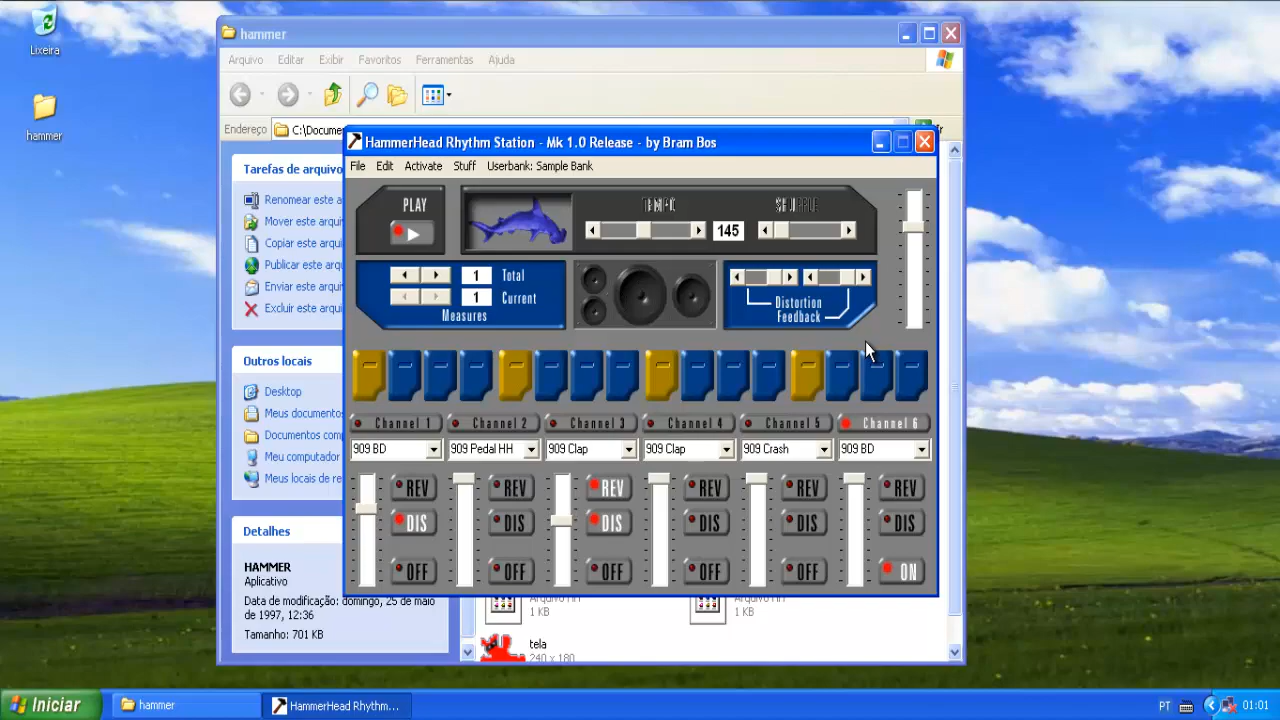 Lixeira
hammer
hammer
Arquivo Editar Exibir Favoritos Ferramentas Ajuda
Endereço C:\Docume
HammerHead Rhythm Station - Mk 1.0 Release - by Bram Bos
File Edit Activate Stuff Userbank: Sample Bank
Tarefas de arquivo
Renomear este a
Mover este arqui
Copiar este arqui
Publicar este arqu
Enviar este arqui
Excluir este arqui
Outros locais
Desktop
Meus documento
Documentos comp
Meu computador
Meus locais de re
Detalhes
HAMMER
Aplicativo
Data de modificação: domingo, 25 de maio
de 1997, 12:36
Tamanho: 701 KB
PLAY
TEMPO
145
SHUFFLE
1 Total
1 Current
Measures
Distortion
Feedback
Channel 1 Channel 2 Channel 3 Channel 4 Channel 5 Channel 6
909 BD 909 Pedal HH 909 Clap 909 Clap 909 Crash 909 BD
REV REV REV REV REV REV
DIS DIS DIS DIS DIS DIS
OFF OFF OFF OFF OFF ON
1 KB
1 KB
tela
240 x 180
Iniciar hammer HammerHead Rhythm... PT 01:01